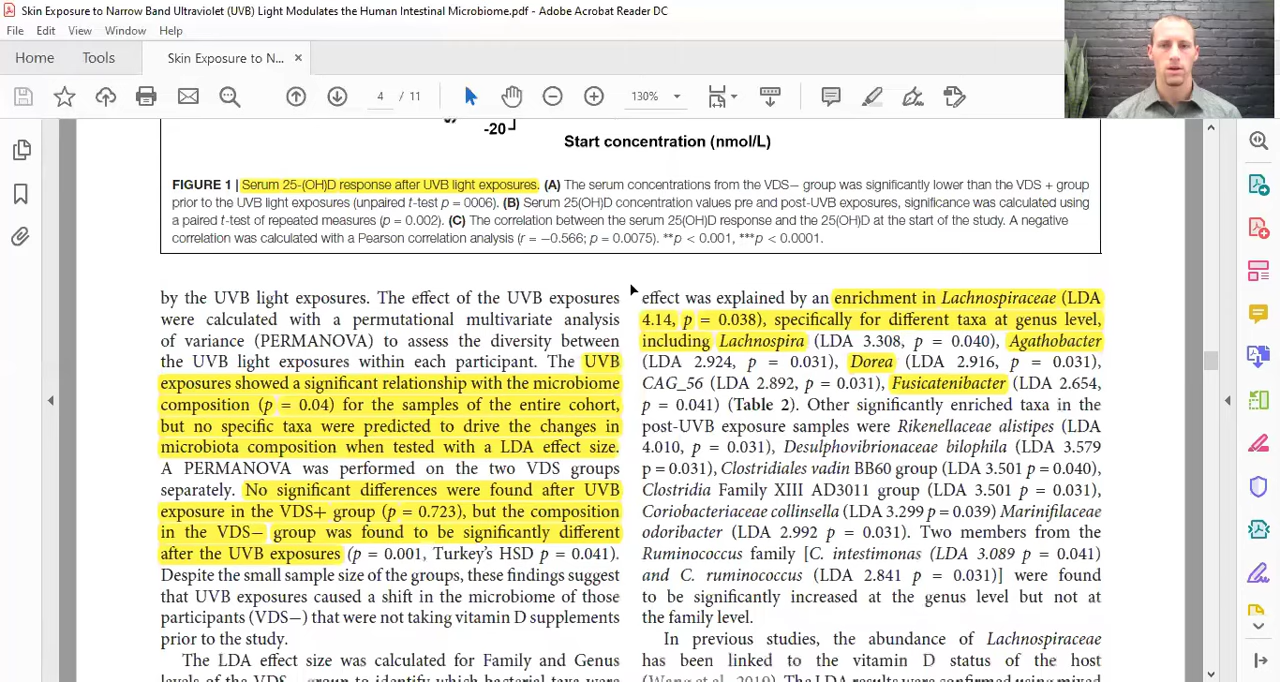 Skin Exposure to Narrow Band Ultraviolet (UVB) Light Modulates the Human Intestinal Microbiome.pdf - Adobe Acrobat Reader DC
File Edit View Window Help
Home Tools Skin Exposure to N... ×
4 / 11 130%
-20
Start concentration (nmol/L)
FIGURE 1 | Serum 25-(OH)D response after UVB light exposures. (A) The serum concentrations from the VDS− group was significantly lower than the VDS + group
prior to the UVB light exposures (unpaired t-test p = 0006). (B) Serum 25(OH)D concentration values pre and post-UVB exposures, significance was calculated using
a paired t-test of repeated measures (p = 0.002). (C) The correlation between the serum 25(OH)D response and the 25(OH)D at the start of the study. A negative
correlation was calculated with a Pearson correlation analysis (r = −0.566; p = 0.0075). **p < 0.001, ***p < 0.0001.
by the UVB light exposures. The effect of the UVB exposures
were calculated with a permutational multivariate analysis
of variance (PERMANOVA) to assess the diversity between
the UVB light exposures within each participant. The UVB
exposures showed a significant relationship with the microbiome
composition (p = 0.04) for the samples of the entire cohort,
but no specific taxa were predicted to drive the changes in
microbiota composition when tested with a LDA effect size.
A PERMANOVA was performed on the two VDS groups
separately. No significant differences were found after UVB
exposure in the VDS+ group (p = 0.723), but the composition
in the VDS− group was found to be significantly different
after the UVB exposures (p = 0.001, Turkey's HSD p = 0.041).
Despite the small sample size of the groups, these findings suggest
that UVB exposures caused a shift in the microbiome of those
participants (VDS−) that were not taking vitamin D supplements
prior to the study.
The LDA effect size was calculated for Family and Genus
levels of the VDS− group to identify which bacterial taxa were
effect was explained by an enrichment in Lachnospiraceae (LDA
4.14, p = 0.038), specifically for different taxa at genus level,
including Lachnospira (LDA 3.308, p = 0.040), Agathobacter
(LDA 2.924, p = 0.031), Dorea (LDA 2.916, p = 0.031),
CAG_56 (LDA 2.892, p = 0.031), Fusicatenibacter (LDA 2.654,
p = 0.041) (Table 2). Other significantly enriched taxa in the
post-UVB exposure samples were Rikenellaceae alistipes (LDA
4.010, p = 0.031), Desulphovibrionaceae bilophila (LDA 3.579
p = 0.031), Clostridiales vadin BB60 group (LDA 3.501 p = 0.040),
Clostridia Family XIII AD3011 group (LDA 3.501 p = 0.031),
Coriobacteriaceae collinsella (LDA 3.299 p = 0.039) Marinifilaceae
odoribacter (LDA 2.992 p = 0.031). Two members from the
Ruminococcus family [C. intestimonas (LDA 3.089 p = 0.041)
and C. ruminococcus (LDA 2.841 p = 0.031)] were found
to be significantly increased at the genus level but not at
the family level.
In previous studies, the abundance of Lachnospiraceae
has been linked to the vitamin D status of the host
(Wang et al., 2019). The LDA results were confirmed using mixed